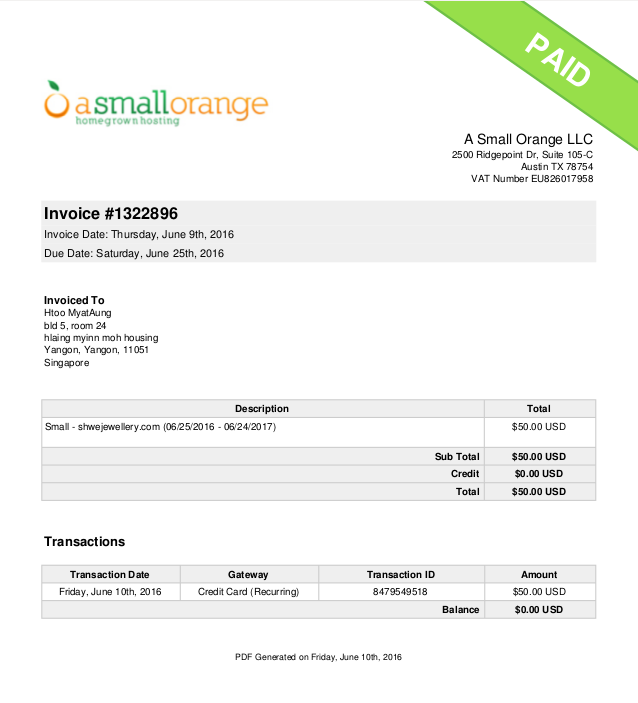 PAID
asmallorange
homegrown hosting
A Small Orange LLC
2500 Ridgepoint Dr, Suite 105-C
Austin TX 78754
VAT Number EU826017958
Invoice #1322896
Invoice Date: Thursday, June 9th, 2016
Due Date: Saturday, June 25th, 2016
Invoiced To
Htoo MyatAung
bld 5, room 24
hlaing myinn moh housing
Yangon, Yangon, 11051
Singapore
Description Total
Small - shwejewellery.com (06/25/2016 - 06/24/2017) $50.00 USD
Sub Total $50.00 USD
Credit $0.00 USD
Total $50.00 USD
Transactions
Transaction Date Gateway Transaction ID Amount
Friday, June 10th, 2016 Credit Card (Recurring) 8479549518 $50.00 USD
Balance $0.00 USD
PDF Generated on Friday, June 10th, 2016